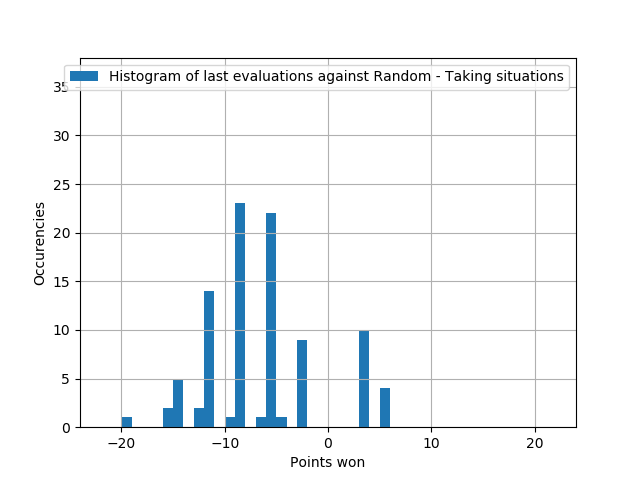 Histogram of last evaluations against Random - Taking situations
35
30
25
20
15
10
5
0
Occurencies
−20 −10 0 10 20
Points won